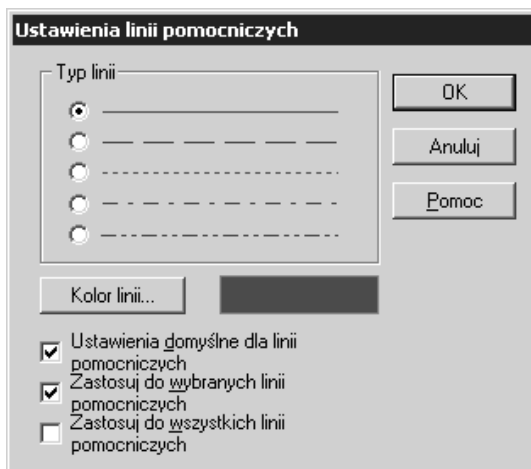 Ustawienia linii pomocniczych
Typ linii
OK
Anuluj
Pomoc
Kolor linii...
Ustawienia domyślne dla linii
pomocniczych
Zastosuj do wybranych linii
pomocniczych
Zastosuj do wszystkich linii
pomocniczych